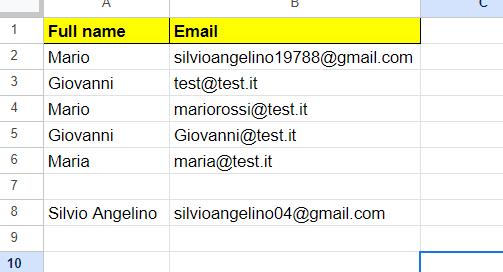 A B C
1 Full name Email
2 Mario silvioangelino19788@gmail.com
3 Giovanni test@test.it
4 Mario mariorossi@test.it
5 Giovanni Giovanni@test.it
6 Maria maria@test.it
7
8 Silvio Angelino silvioangelino04@gmail.com
9
10